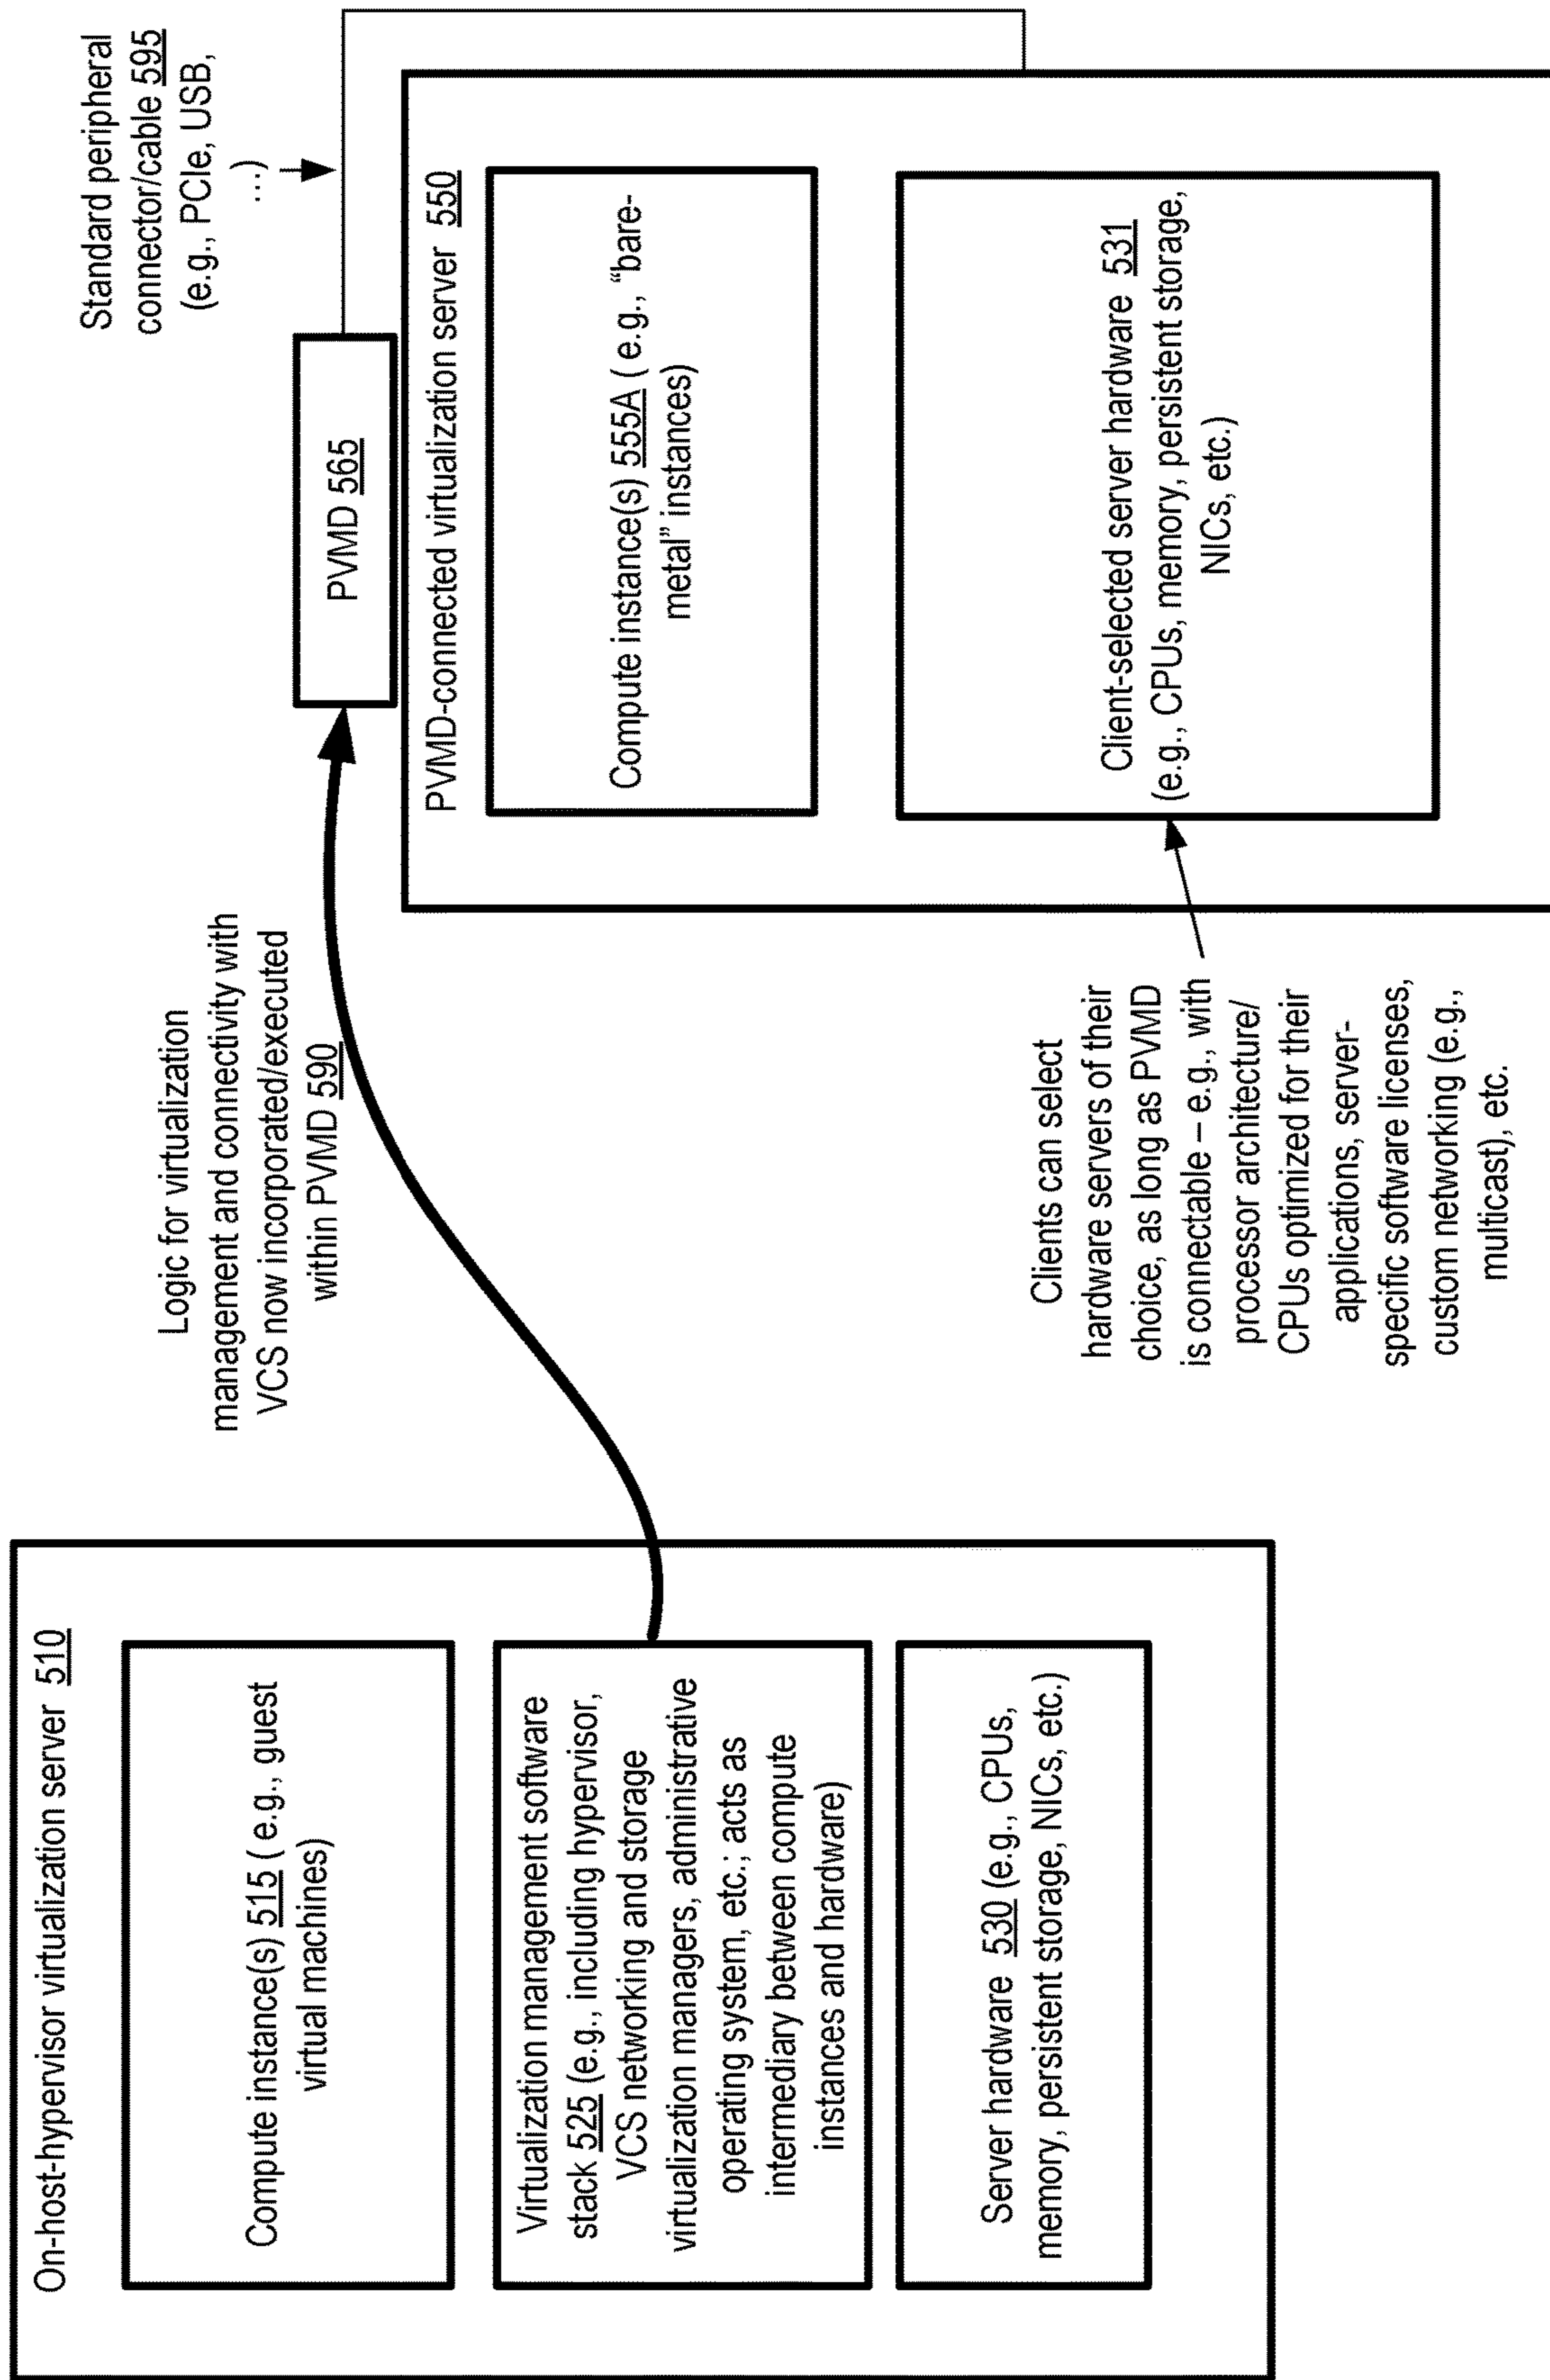 On-host-hypervisor virtualization server 510
Compute instance(s) 515 ( e.g., guest
virtual machines)
Virtualization management software
stack 525 (e.g., including hypervisor,
VCS networking and storage
virtualization managers, administrative
operating system, etc.; acts as
intermediary between compute
instances and hardware)
Server hardware 530 (e.g., CPUs,
memory, persistent storage, NICs, etc.)
Logic for virtualization
management and connectivity with
VCS now incorporated/executed
within PVMD 590
Standard peripheral
connector/cable 595
(e.g., PCIe, USB,
…)
PVMD 565
PVMD-connected virtualization server 550
Compute instance(s) 555A ( e.g., “bare-
metal” instances)
Client-selected server hardware 531
(e.g., CPUs, memory, persistent storage,
NICs, etc.)
Clients can select
hardware servers of their
choice, as long as PVMD
is connectable – e.g., with
processor architecture/
CPUs optimized for their
applications, server-
specific software licenses,
custom networking (e.g.,
multicast), etc.